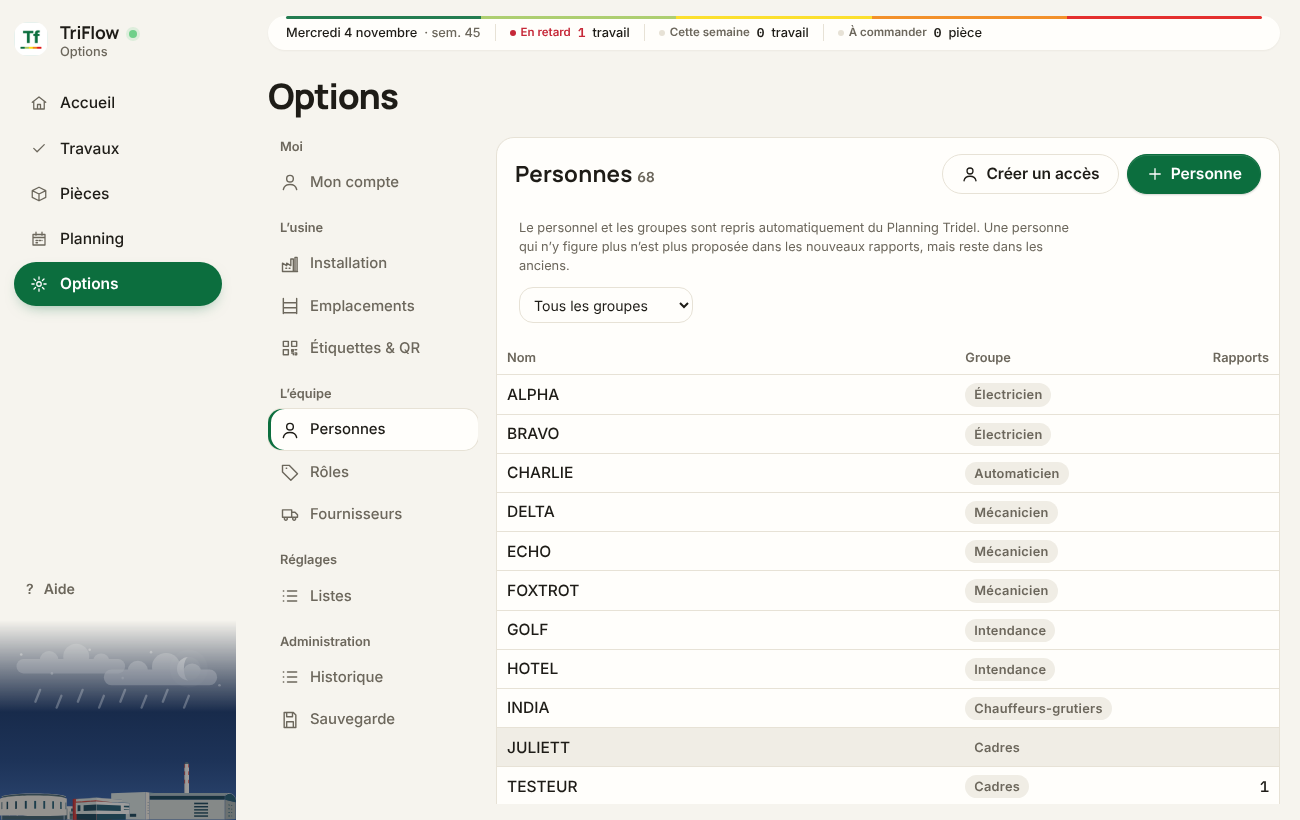 Tf
TriFlow
Options
Accueil
Travaux
Pièces
Planning
Options
? Aide
Mercredi 4 novembre · sem. 45
En retard 1 travail
Cette semaine 0 travail
À commander 0 pièce
Options
Moi
Mon compte
L’usine
Installation
Emplacements
Étiquettes & QR
L’équipe
Personnes
Rôles
Fournisseurs
Réglages
Listes
Administration
Historique
Sauvegarde
Personnes 68
Créer un accès
Personne
Le personnel et les groupes sont repris automatiquement du Planning Tridel. Une personne
qui n’y figure plus n’est plus proposée dans les nouveaux rapports, mais reste dans les
anciens.
Tous les groupes
Nom Groupe Rapports
ALPHA Électricien
BRAVO Électricien
CHARLIE Automaticien
DELTA Mécanicien
ECHO Mécanicien
FOXTROT Mécanicien
GOLF Intendance
HOTEL Intendance
INDIA Chauffeurs-grutiers
JULIETT Cadres
TESTEUR Cadres 1